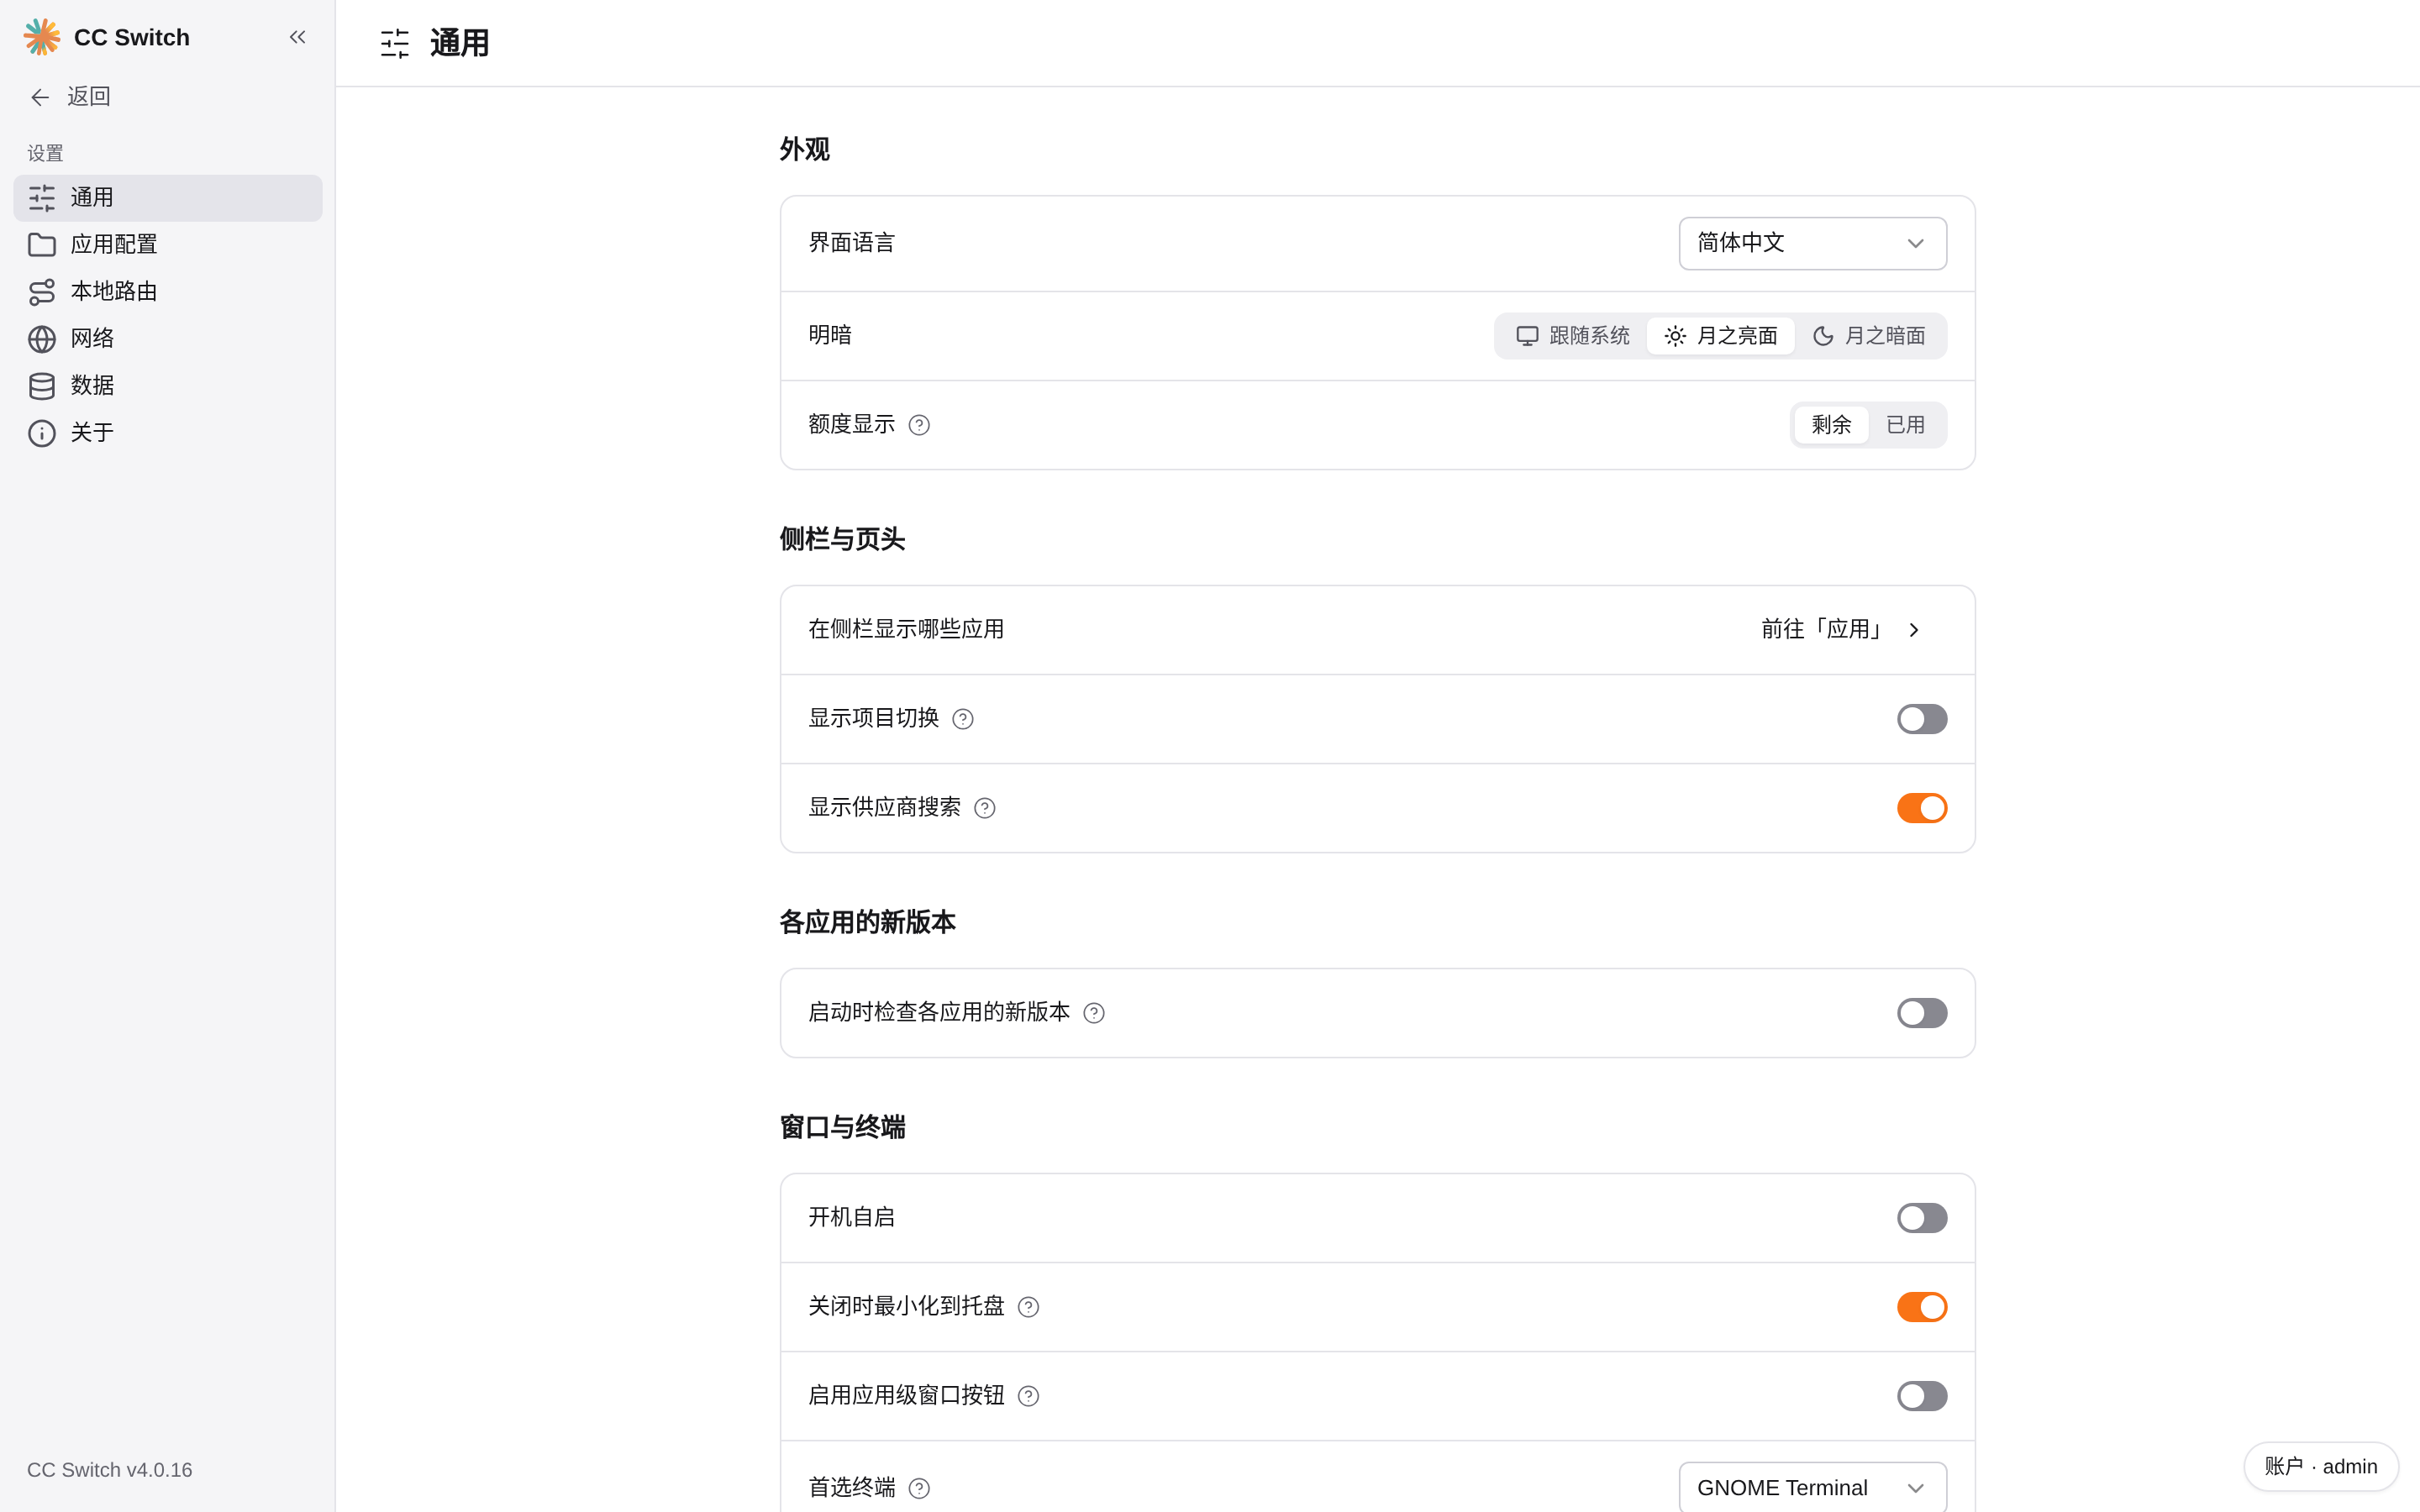 CC Switch
返回
设置
通用
应用配置
本地路由
网络
数据
关于
CC Switch v4.0.16
通用
外观
界面语言
简体中文
明暗
跟随系统
月之亮面
月之暗面
额度显示
剩余
已用
侧栏与页头
在侧栏显示哪些应用
前往「应用」
显示项目切换
显示供应商搜索
各应用的新版本
启动时检查各应用的新版本
窗口与终端
开机自启
关闭时最小化到托盘
启用应用级窗口按钮
首选终端
GNOME Terminal
账户 · admin